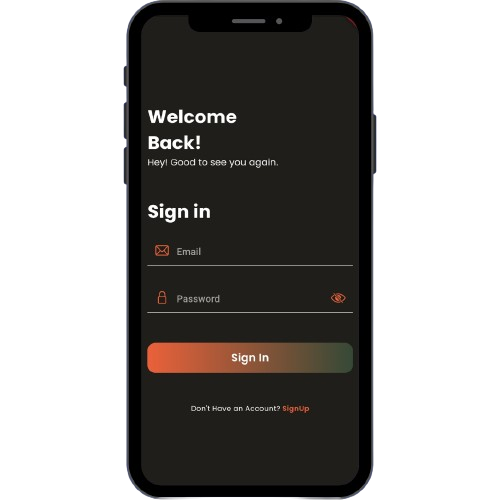 Welcome
Back!
Hey! Good to see you again.
Sign in
Email
Password
Sign In
Don't Have an Account? SignUp